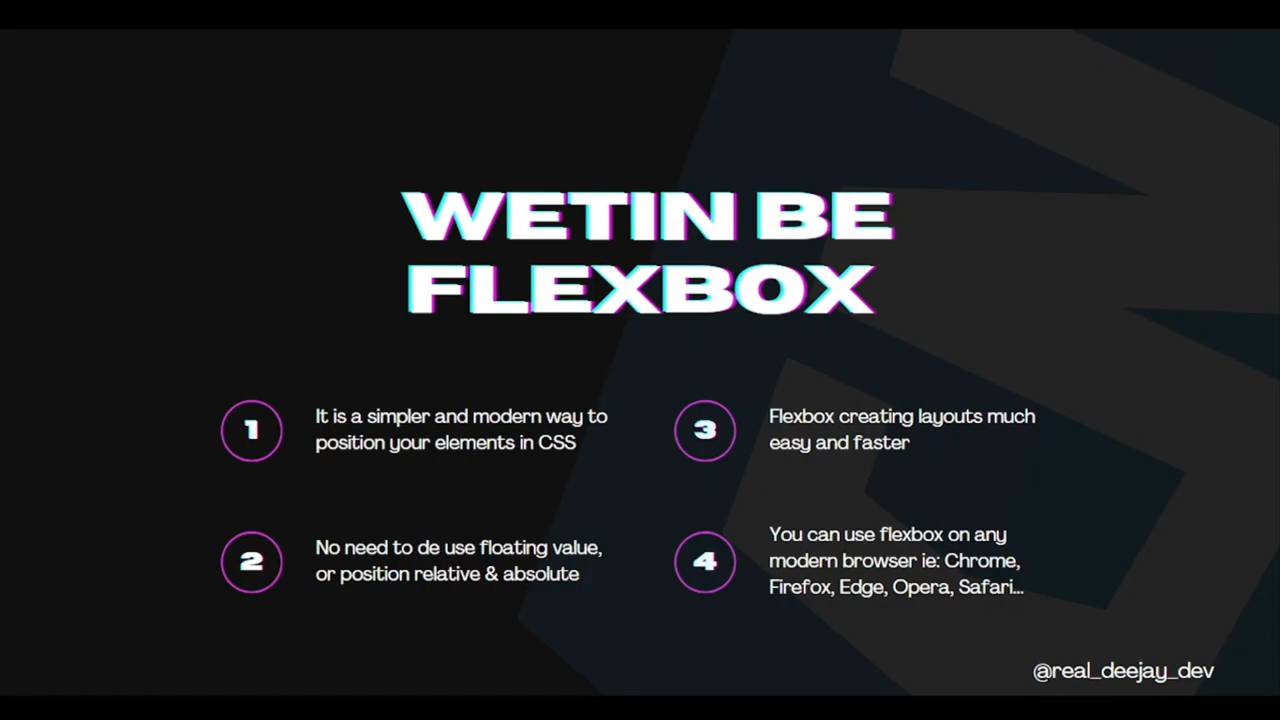 WETIN BE
FLEXBOX
1
It is a simpler and modern way to
position your elements in CSS
2
No need to de use floating value,
or position relative & absolute
3
Flexbox creating layouts much
easy and faster
4
You can use flexbox on any
modern browser ie: Chrome,
Firefox, Edge, Opera, Safari...
@real_deejay_dev